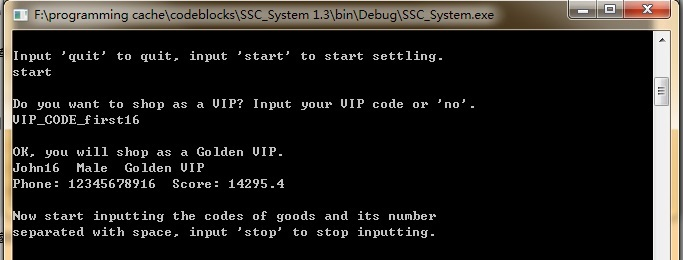 F:\programming cache\codeblocks\SSC_System 1.3\bin\Debug\SSC_System.exe
Input 'quit' to quit, input 'start' to start settling.
start
Do you want to shop as a VIP? Input your VIP code or 'no'.
VIP_CODE_first16
OK, you will shop as a Golden VIP.
John16  Male  Golden VIP
Phone: 12345678916  Score: 14295.4
Now start inputting the codes of goods and its number
separated with space, input 'stop' to stop inputting.